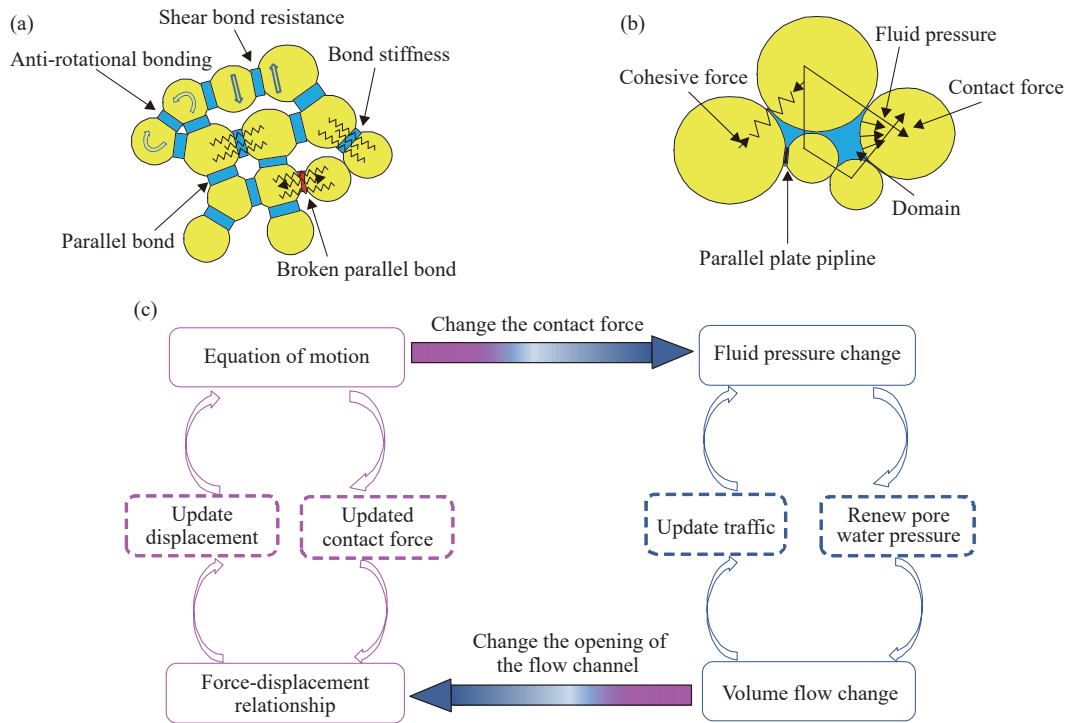 (a)
Shear bond resistance
Anti-rotational bonding
Bond stiffness
Parallel bond
Broken parallel bond
(b)
Fluid pressure
Cohesive force
Contact force
Domain
Parallel plate pipline
(c)
Change the contact force
Equation of motion
Fluid pressure change
Update
displacement
Updated
contact force
Update traffic
Renew pore
water pressure
Change the opening of
the flow channel
Force-displacement
relationship
Volume flow change